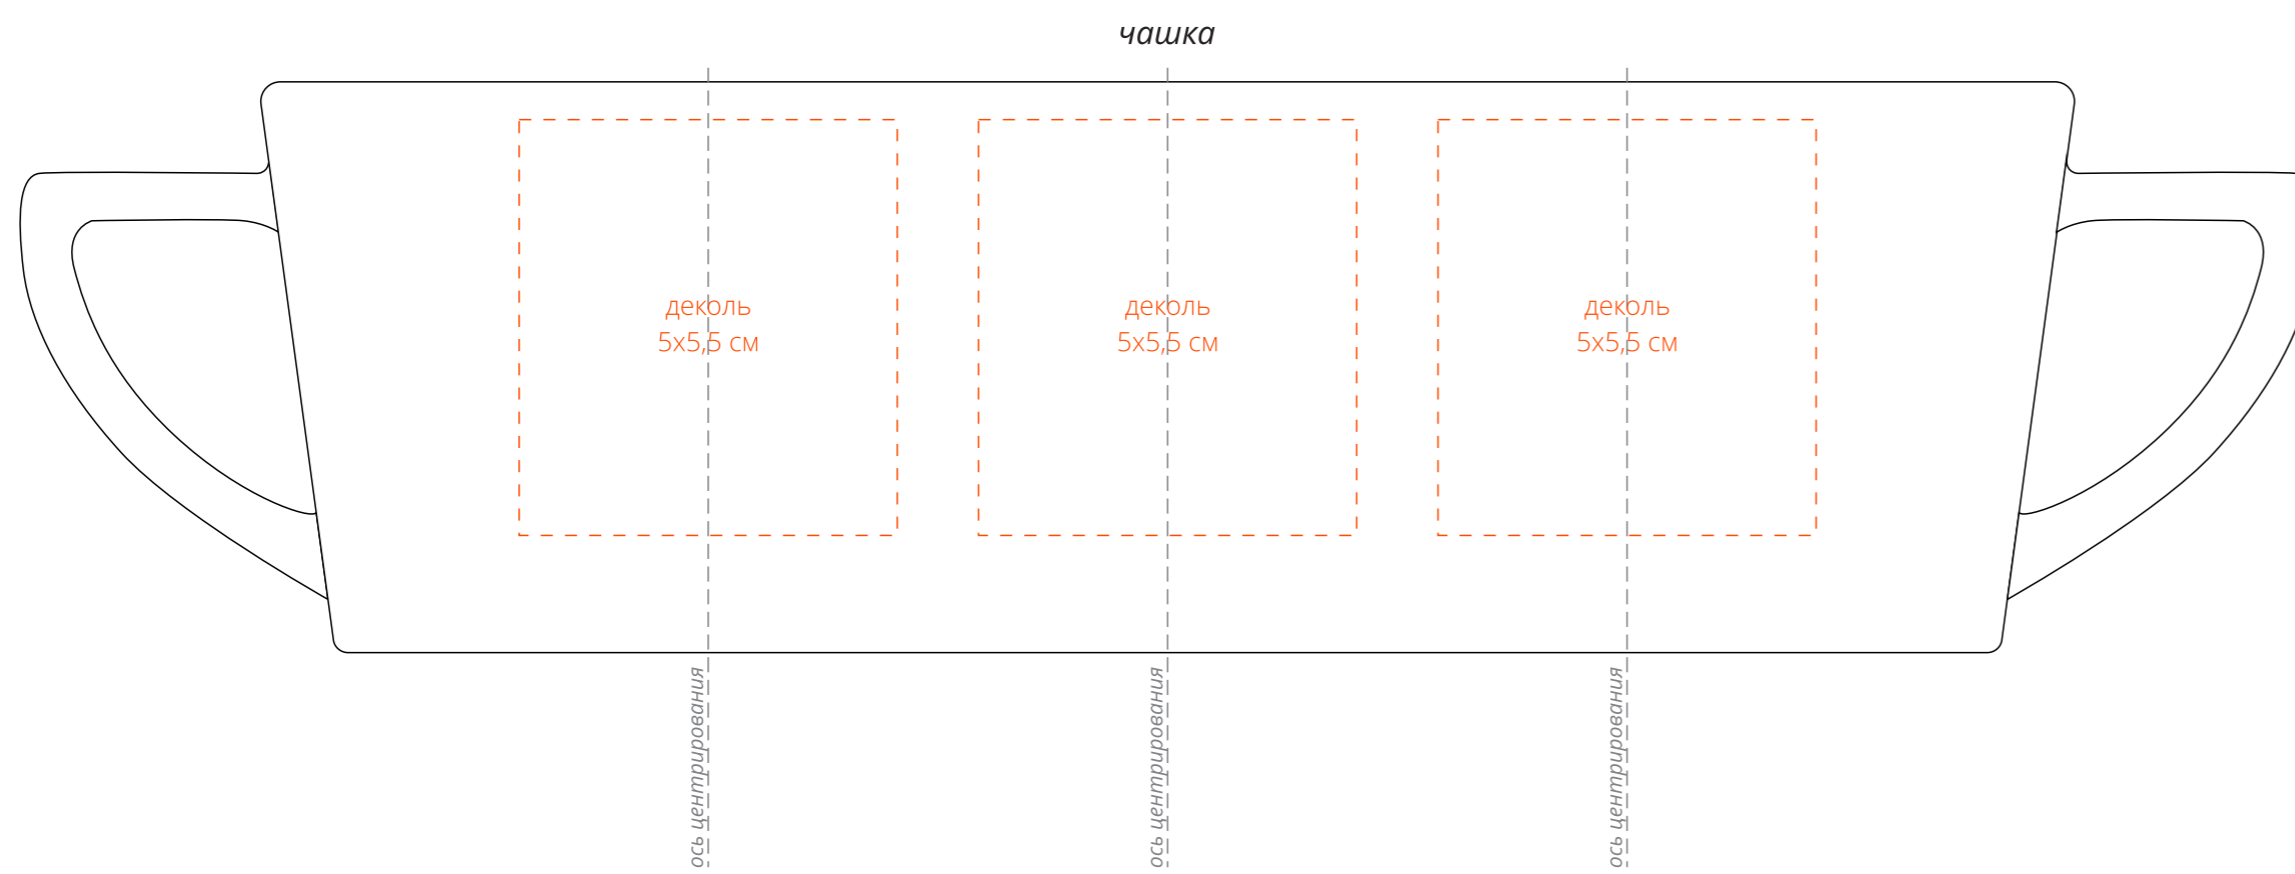 чашка
деколь
5х5,5 см
деколь
5х5,5 см
деколь
5х5,5 см
ось центрирования
ось центрирования
ось центрирования